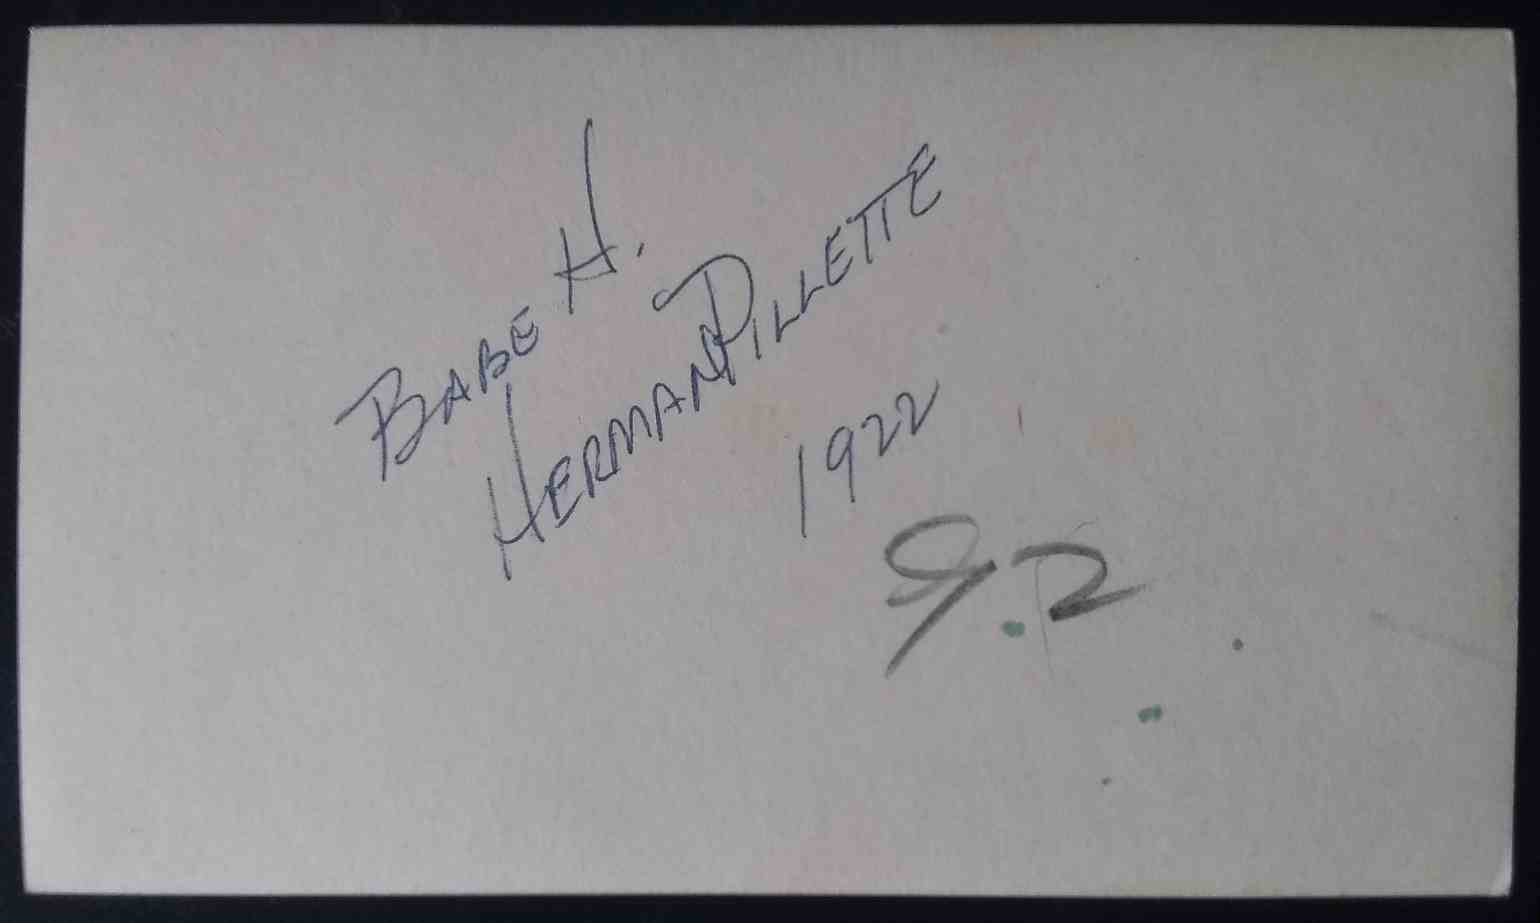 BABE H.
HERMAN PILLETTE
1922